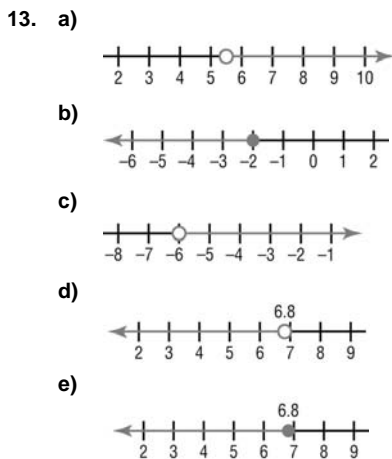 13. a)
2 3 4 5 6 7 8 9 10
b)
–6 –5 –4 –3 –2 –1 0 1 2
c)
–8 –7 –6 –5 –4 –3 –2 –1
d)
6.8
2 3 4 5 6 7 8 9
e)
6.8
2 3 4 5 6 7 8 9